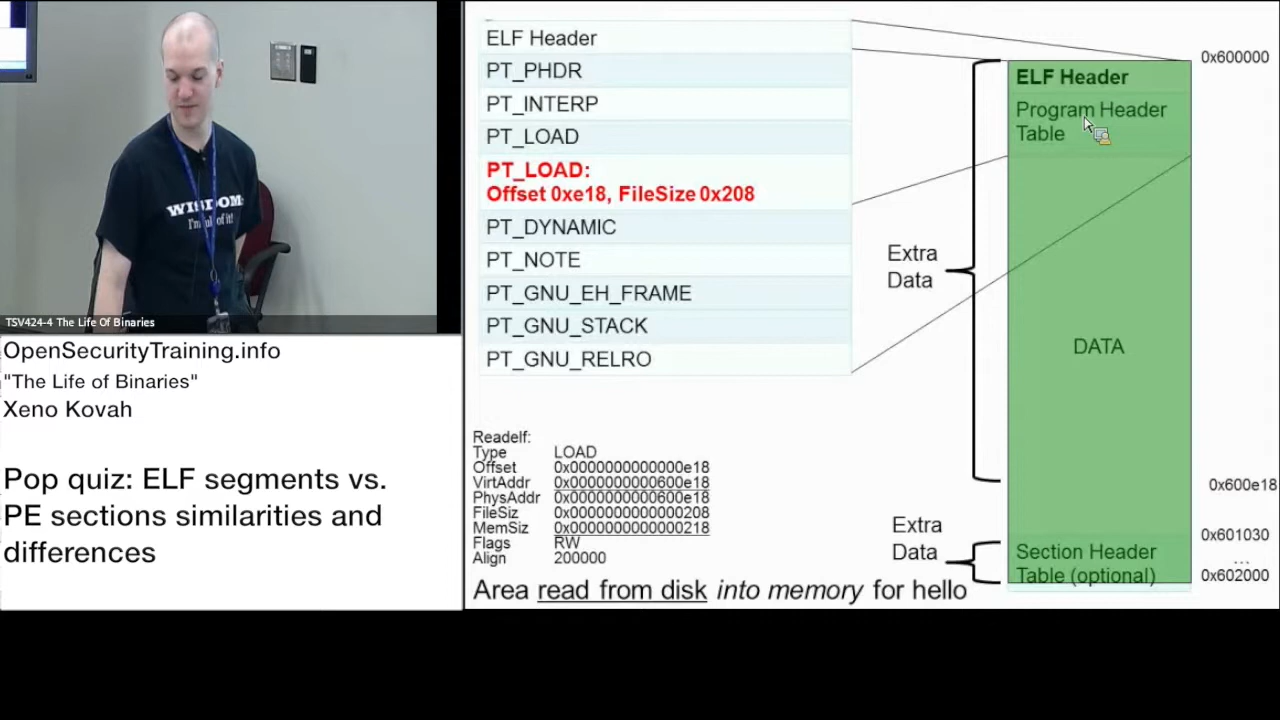 WISDOM:
I'm full of it!
TSV424-4 The Life Of Binaries
OpenSecurityTraining.info
"The Life of Binaries"
Xeno Kovah
Pop quiz: ELF segments vs.
PE sections similarities and
differences
ELF Header
PT_PHDR
PT_INTERP
PT_LOAD
PT_LOAD:
Offset 0xe18, FileSize 0x208
PT_DYNAMIC
PT_NOTE
PT_GNU_EH_FRAME
PT_GNU_STACK
PT_GNU_RELRO
Readelf:
Type LOAD
Offset 0x0000000000000e18
VirtAddr 0x0000000000600e18
PhysAddr 0x0000000000600e18
FileSiz 0x0000000000000208
MemSiz 0x0000000000000218
Flags RW
Align 200000
Area read from disk into memory for hello
Extra
Data
Extra
Data
ELF Header
Program Header
Table
DATA
Section Header
Table (optional)
0x600000
0x600e18
0x601030
...
0x602000